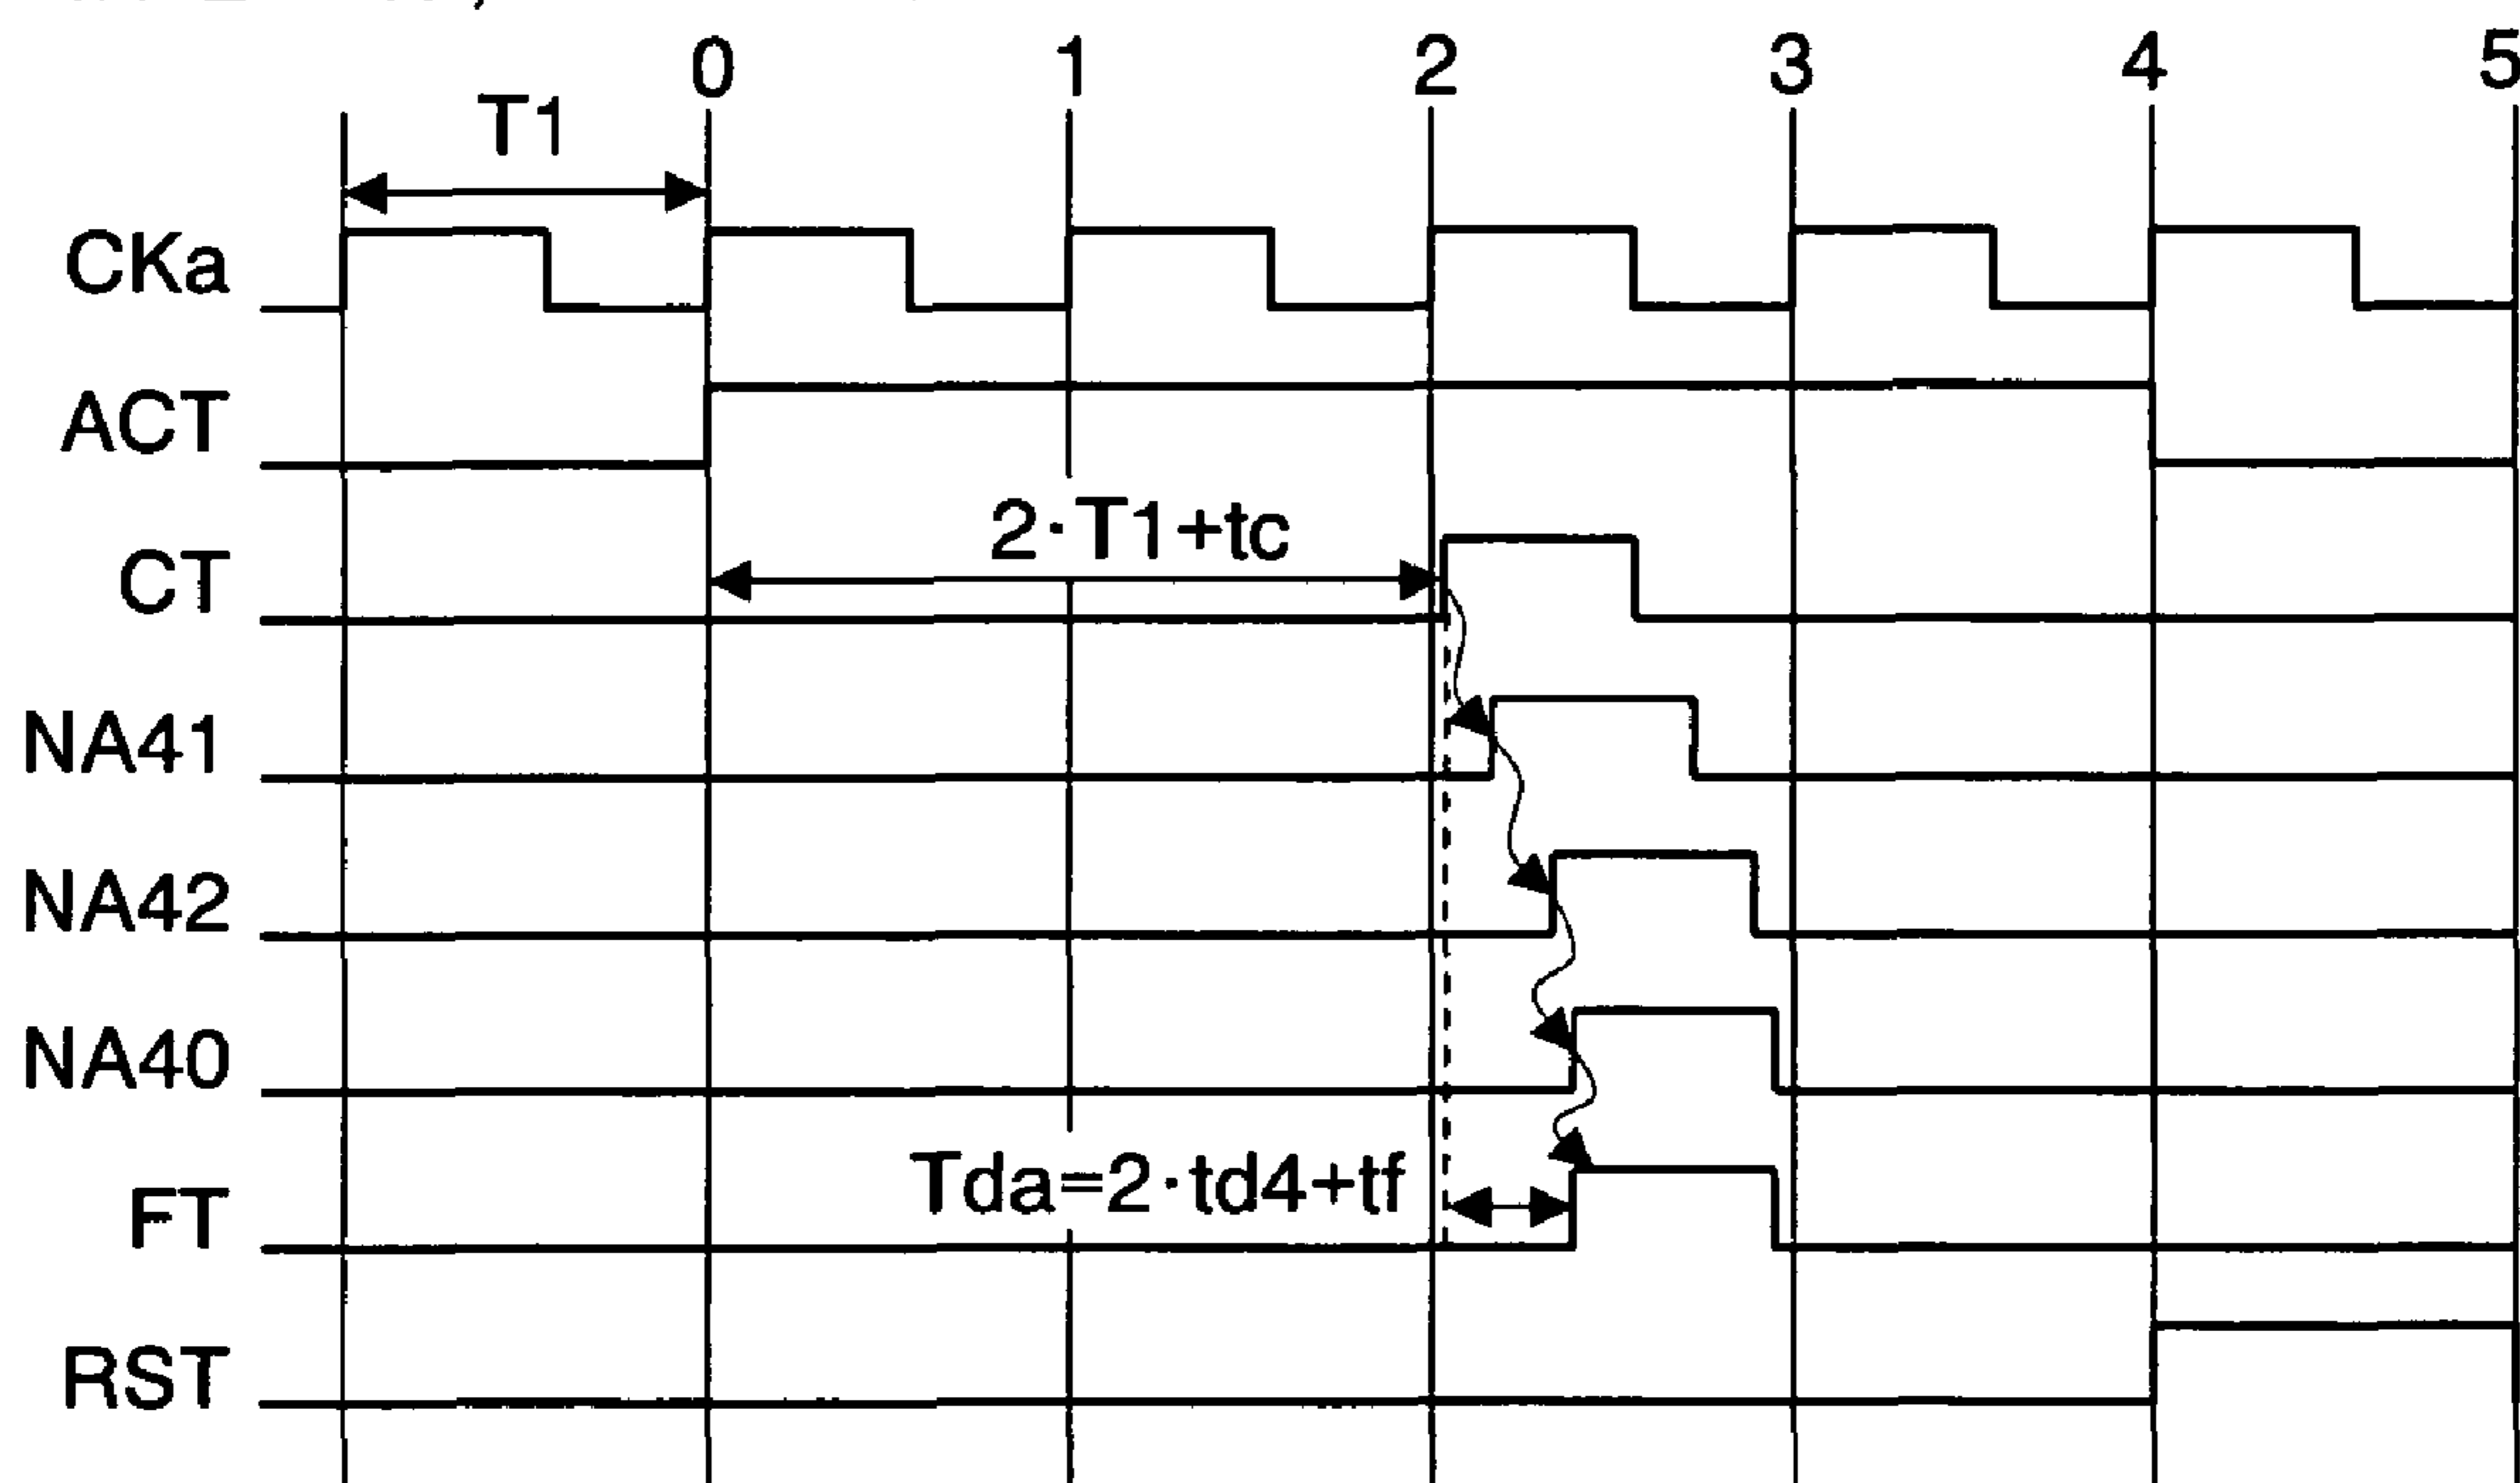 0 1 2 3 4 5
T1
CKa
ACT
2·T1+tc
CT
NA41
NA42
NA40
Tda=2·td4+tf
FT
RST